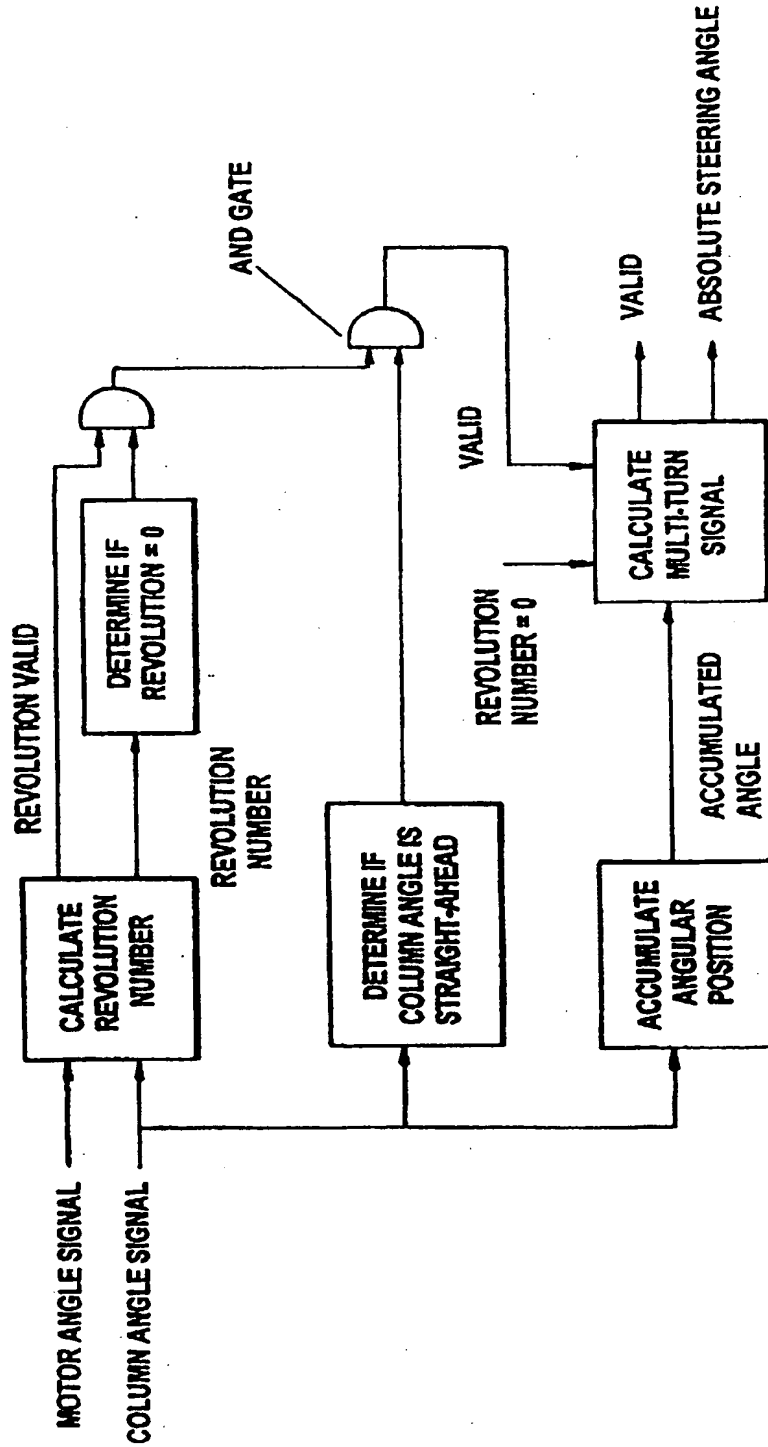 MOTOR ANGLE SIGNAL
COLUMN ANGLE SIGNAL
CALCULATE
REVOLUTION
NUMBER
REVOLUTION VALID
REVOLUTION
NUMBER
DETERMINE IF
REVOLUTION = 0
AND GATE
DETERMINE IF
COLUMN ANGLE IS
STRAIGHT-AHEAD
REVOLUTION
NUMBER = 0
VALID
ACCUMULATE
ANGULAR
POSITION
ACCUMULATED
ANGLE
CALCULATE
MULTI-TURN
SIGNAL
VALID
ABSOLUTE STEERING ANGLE